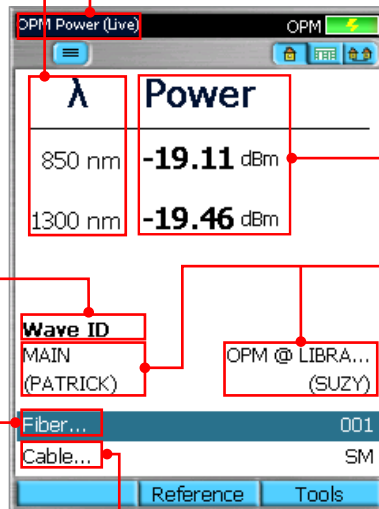 OPM Power (Live) OPM
λ Power
850 nm -19.11 dBm
1300 nm -19.46 dBm
Wave ID
MAIN OPM @ LIBRA...
(PATRICK) (SUZY)
Fiber... 001
Cable... SM
Reference Tools